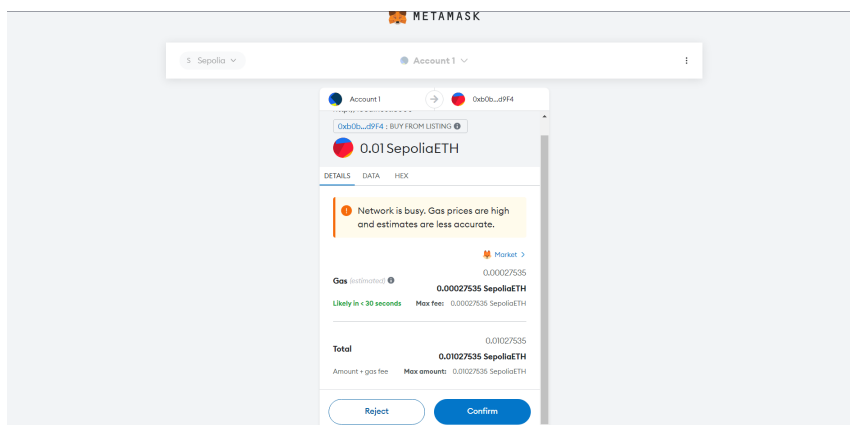 METAMASK
S Sepolia
Account 1
Account 1 0xb0b...d9F4
0xb0b...d9F4 : BUY FROM LISTING
0.01 SepoliaETH
DETAILS DATA HEX
Network is busy. Gas prices are high
and estimates are less accurate.
Market >
0.00027535
Gas (estimated)
0.00027535 SepoliaETH
Likely in < 30 seconds Max fee: 0.00027535 SepoliaETH
0.01027535
Total
0.01027535 SepoliaETH
Amount + gas fee Max amount: 0.01027535 SepoliaETH
Reject Confirm